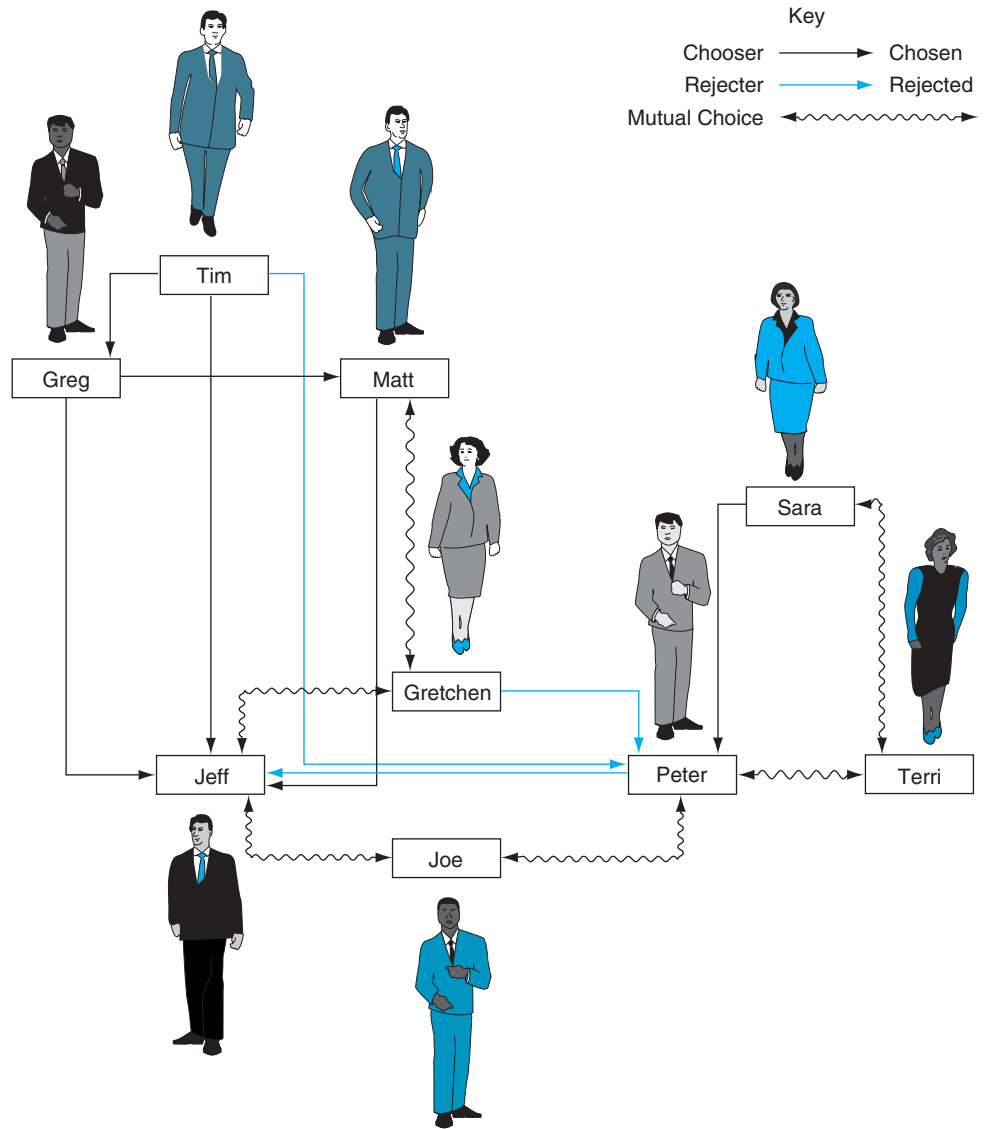 Key
Chooser Chosen
Rejecter Rejected
Mutual Choice
Tim
Greg
Matt
Sara
Gretchen
Jeff
Peter
Terri
Joe